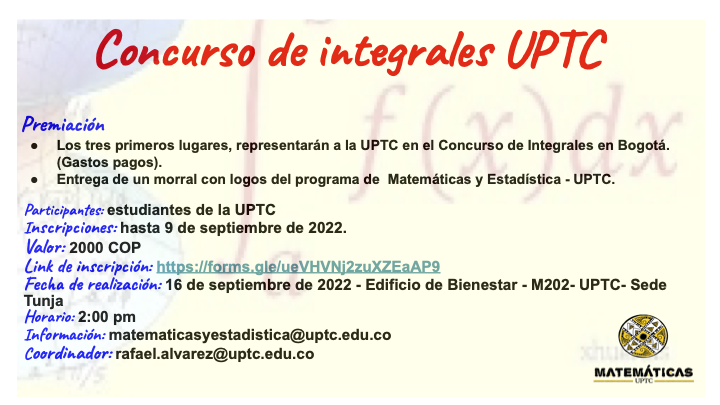 Concurso de integrales UPTC
f(x)dx
a
Premiación
● Los tres primeros lugares, representarán a la UPTC en el Concurso de Integrales en Bogotá.
(Gastos pagos).
● Entrega de un morral con logos del programa de Matemáticas y Estadística - UPTC.
Participantes: estudiantes de la UPTC
Inscripciones: hasta 9 de septiembre de 2022.
Valor: 2000 COP
Link de inscripción: https://forms.gle/ueVHVNj2zuXZEaAP9
Fecha de realización: 16 de septiembre de 2022 - Edificio de Bienestar - M202- UPTC- Sede
Tunja
Horario: 2:00 pm
Información: matematicasyestadistica@uptc.edu.co
Coordinador: rafael.alvarez@uptc.edu.co
MATEMÁTICAS
UPTC